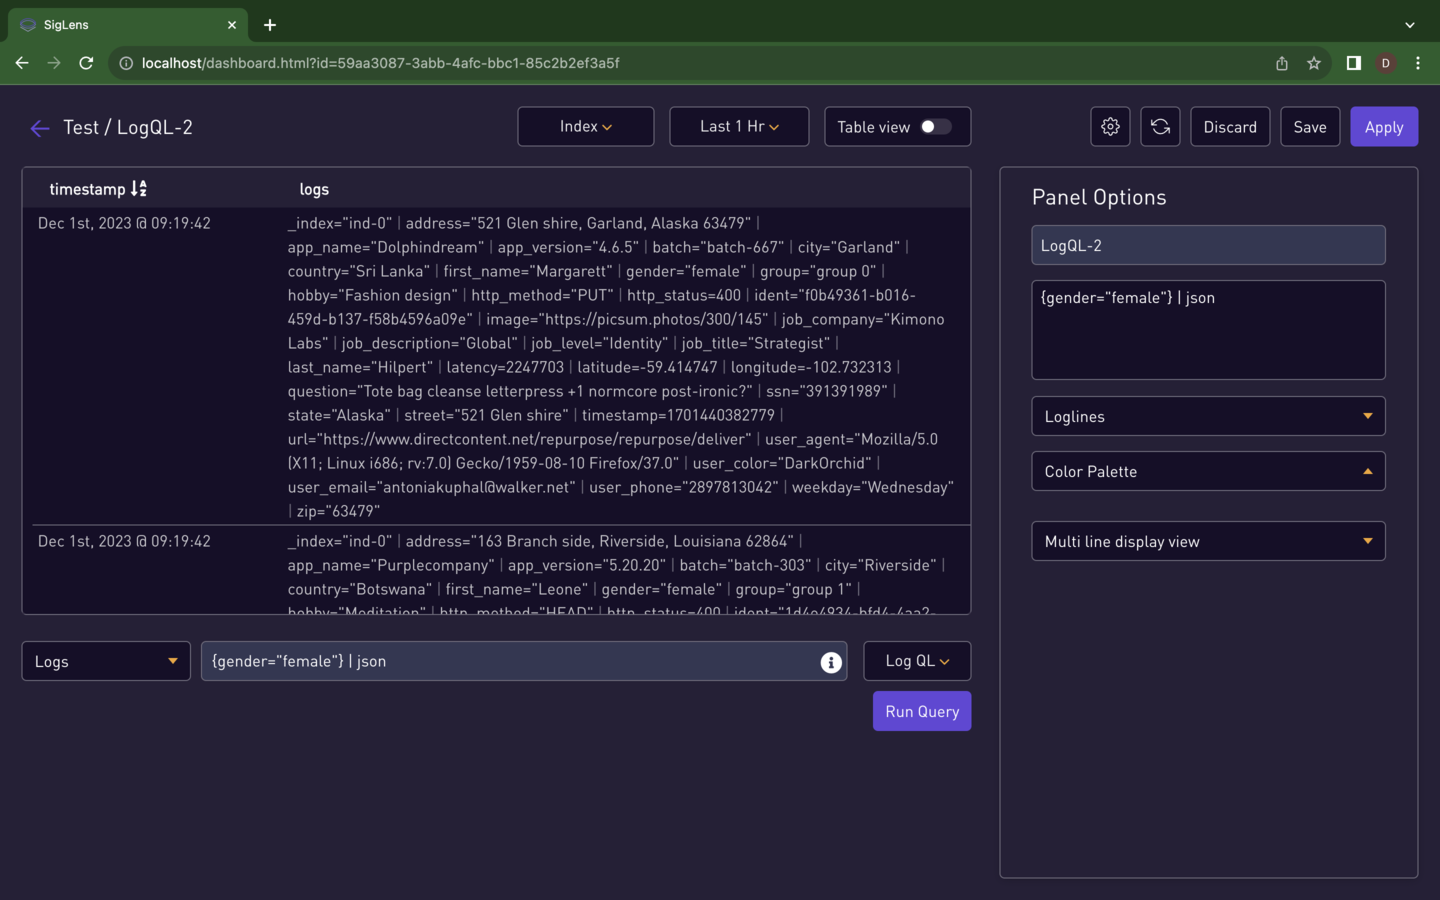 SigLens
localhost/dashboard.html?id=59aa3087-3abb-4afc-bbc1-85c2b2ef3a5f
D
Test / LogQL-2
Index
Last 1 Hr
Table view
Discard
Save
Apply
timestamp
logs
Dec 1st, 2023 @ 09:19:42
_index="ind-0" | address="521 Glen shire, Garland, Alaska 63479" |
app_name="Dolphindream" | app_version="4.6.5" | batch="batch-667" | city="Garland" |
country="Sri Lanka" | first_name="Margarett" | gender="female" | group="group 0" |
hobby="Fashion design" | http_method="PUT" | http_status=400 | ident="f0b49361-b016-
459d-b137-f58b4596a09e" | image="https://picsum.photos/300/145" | job_company="Kimono
Labs" | job_description="Global" | job_level="Identity" | job_title="Strategist" |
last_name="Hilpert" | latency=2247703 | latitude=-59.414747 | longitude=-102.732313 |
question="Tote bag cleanse letterpress +1 normcore post-ironic?" | ssn="391391989" |
state="Alaska" | street="521 Glen shire" | timestamp=1701440382779 |
url="https://www.directcontent.net/repurpose/repurpose/deliver" | user_agent="Mozilla/5.0
(X11; Linux i686; rv:7.0) Gecko/1959-08-10 Firefox/37.0" | user_color="DarkOrchid" |
user_email="antoniakuphal@walker.net" | user_phone="2897813042" | weekday="Wednesday"
| zip="63479"
Dec 1st, 2023 @ 09:19:42
_index="ind-0" | address="163 Branch side, Riverside, Louisiana 62864" |
app_name="Purplecompany" | app_version="5.20.20" | batch="batch-303" | city="Riverside" |
country="Botswana" | first_name="Leone" | gender="female" | group="group 1" |
hobby="Meditation" | http_method="HEAD" | http_status=400 |
Logs
{gender="female"} | json
Log QL
Run Query
Panel Options
LogQL-2
{gender="female"} | json
Loglines
Color Palette
Multi line display view